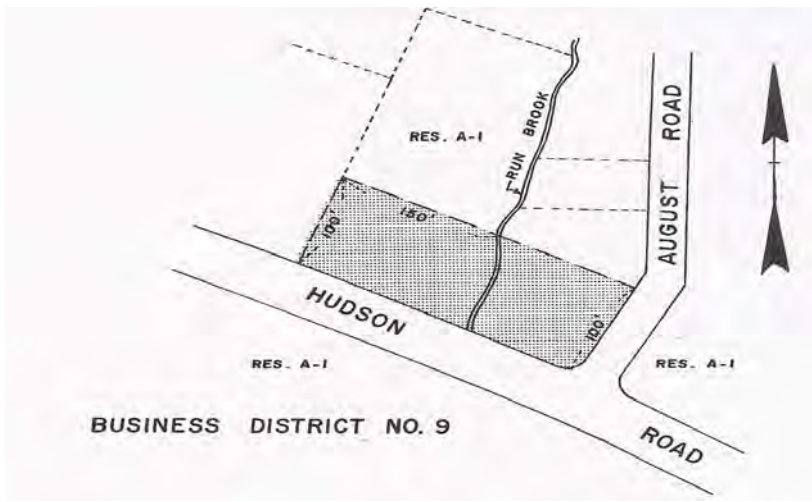 RES. A-1
RUN BROOK
AUGUST ROAD
150'
100'
100'
HUDSON
ROAD
RES. A-1
RES. A-1
BUSINESS DISTRICT NO. 9